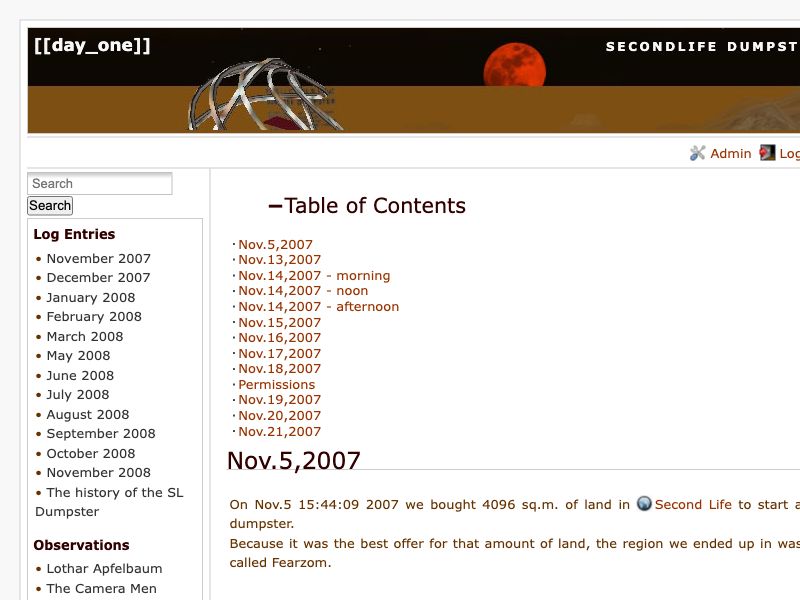 [[day_one]]
SECONDLIFE DUMPST
Admin Log
Search
Search
Log Entries
• November 2007
• December 2007
• January 2008
• February 2008
• March 2008
• May 2008
• June 2008
• July 2008
• August 2008
• September 2008
• October 2008
• November 2008
• The history of the SL
Dumpster
Observations
• Lothar Apfelbaum
• The Camera Men
−Table of Contents
· Nov.5,2007
· Nov.13,2007
· Nov.14,2007 - morning
· Nov.14,2007 - noon
· Nov.14,2007 - afternoon
· Nov.15,2007
· Nov.16,2007
· Nov.17,2007
· Nov.18,2007
· Permissions
· Nov.19,2007
· Nov.20,2007
· Nov.21,2007
Nov.5,2007
On Nov.5 15:44:09 2007 we bought 4096 sq.m. of land in Second Life to start a
dumpster.
Because it was the best offer for that amount of land, the region we ended up in was
called Fearzom.